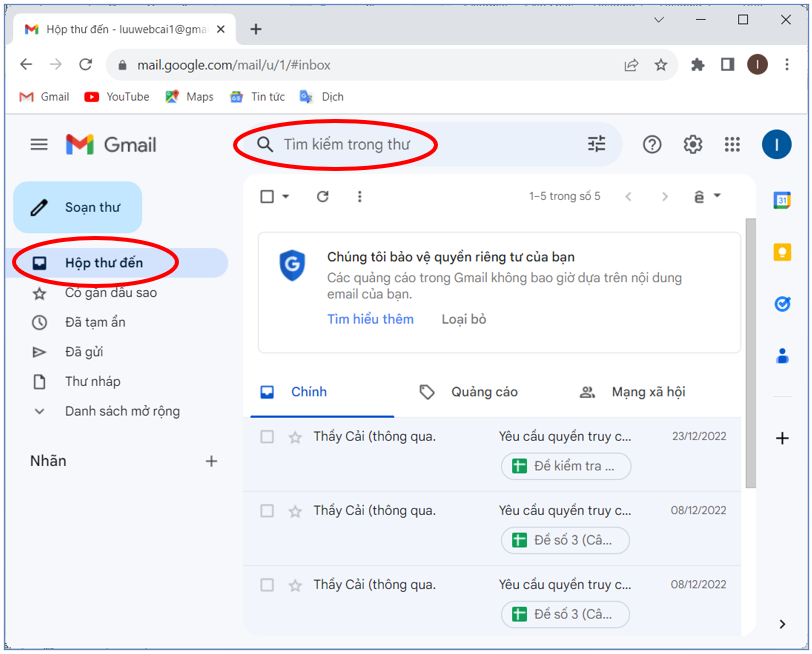 Hộp thư đến - luuwebcai1@gma
mail.google.com/mail/u/1/#inbox
I
Gmail
YouTube
Maps
Tin tức
Dịch
Gmail
Tìm kiếm trong thư
I
Soạn thư
1–5 trong số 5
ê
31
Hộp thư đến
Có gắn dấu sao
Đã tạm ẩn
Đã gửi
Thư nháp
Danh sách mở rộng
Nhãn
G
Chúng tôi bảo vệ quyền riêng tư của bạn
Các quảng cáo trong Gmail không bao giờ dựa trên nội dung
email của bạn.
Tìm hiểu thêm
Loại bỏ
Chính
Quảng cáo
Mạng xã hội
Thầy Cải (thông qua.
Yêu cầu quyền truy c...
23/12/2022
Đề kiểm tra ...
Thầy Cải (thông qua.
Yêu cầu quyền truy c...
08/12/2022
Đề số 3 (Câ...
Thầy Cải (thông qua.
Yêu cầu quyền truy c...
08/12/2022
Đề số 3 (Câ...